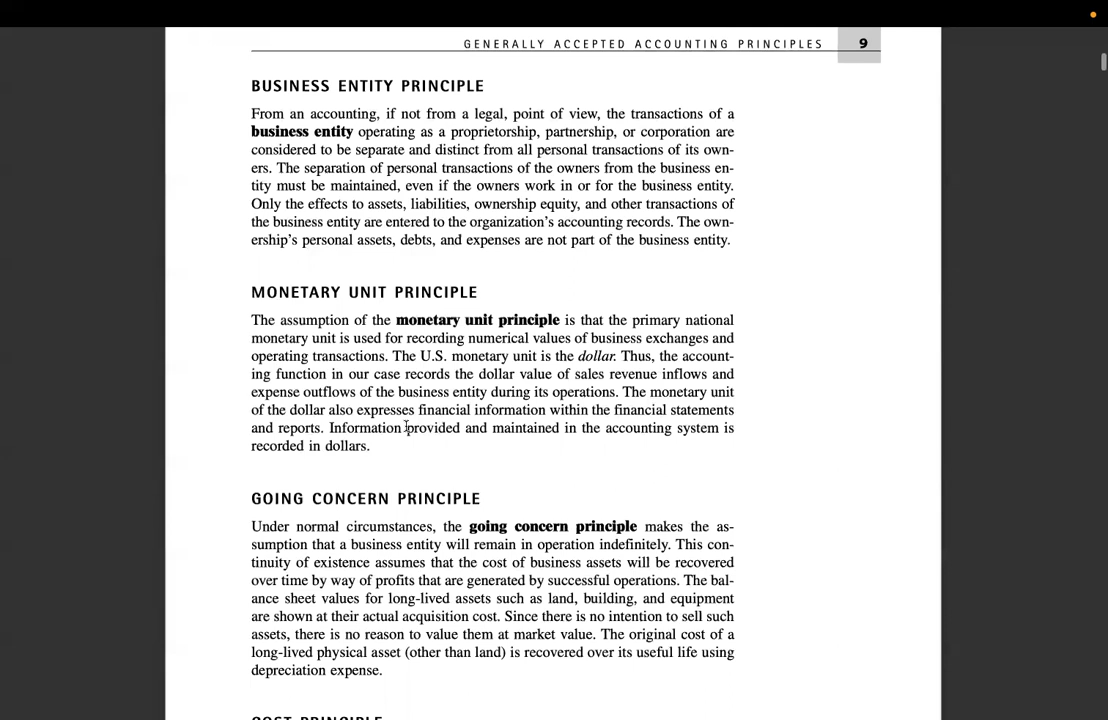 GENERALLY ACCEPTED ACCOUNTING PRINCIPLES 9
BUSINESS ENTITY PRINCIPLE
From an accounting, if not from a legal, point of view, the transactions of a
business entity operating as a proprietorship, partnership, or corporation are
considered to be separate and distinct from all personal transactions of its own-
ers. The separation of personal transactions of the owners from the business en-
tity must be maintained, even if the owners work in or for the business entity.
Only the effects to assets, liabilities, ownership equity, and other transactions of
the business entity are entered to the organization's accounting records. The own-
ership's personal assets, debts, and expenses are not part of the business entity.
MONETARY UNIT PRINCIPLE
The assumption of the monetary unit principle is that the primary national
monetary unit is used for recording numerical values of business exchanges and
operating transactions. The U.S. monetary unit is the dollar. Thus, the account-
ing function in our case records the dollar value of sales revenue inflows and
expense outflows of the business entity during its operations. The monetary unit
of the dollar also expresses financial information within the financial statements
and reports. Information provided and maintained in the accounting system is
recorded in dollars.
GOING CONCERN PRINCIPLE
Under normal circumstances, the going concern principle makes the as-
sumption that a business entity will remain in operation indefinitely. This con-
tinuity of existence assumes that the cost of business assets will be recovered
over time by way of profits that are generated by successful operations. The bal-
ance sheet values for long-lived assets such as land, building, and equipment
are shown at their actual acquisition cost. Since there is no intention to sell such
assets, there is no reason to value them at market value. The original cost of a
long-lived physical asset (other than land) is recovered over its useful life using
depreciation expense.
COST PRINCIPLE